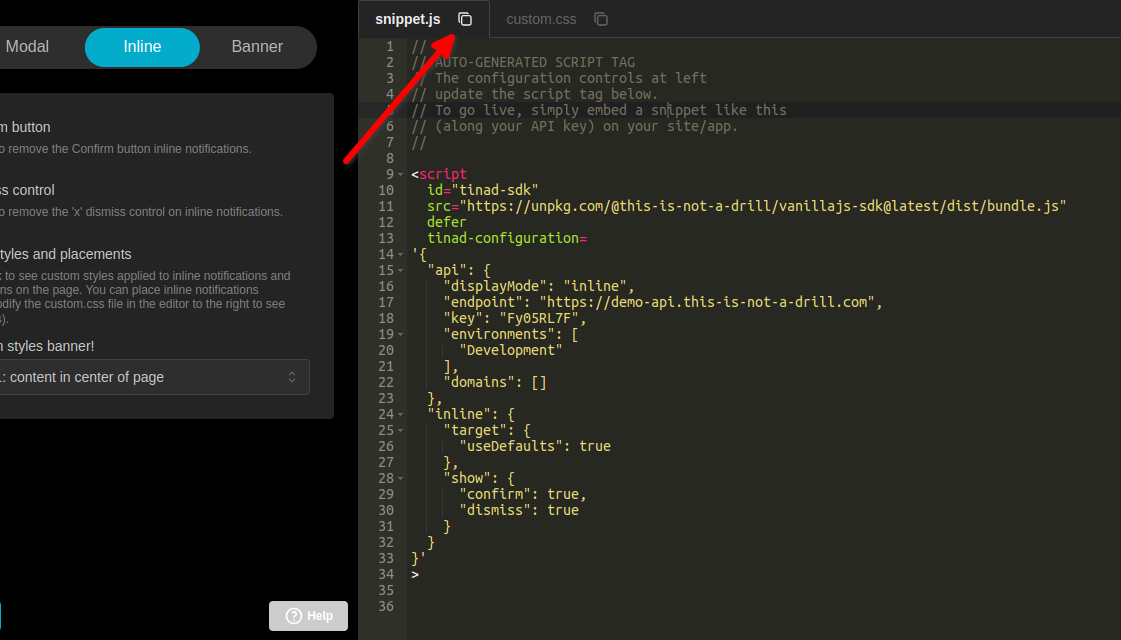 Modal Inline Banner
m button
o remove the Confirm button inline notifications.
ss control
o remove the 'x' dismiss control on inline notifications.
tyles and placements
to see custom styles applied to inline notifications and
ns on the page. You can place inline notifications
odify the custom.css file in the editor to the right to see
s).
n styles banner!
: content in center of page
Help
snippet.js custom.css
1 //
2 // AUTO-GENERATED SCRIPT TAG
3 // The configuration controls at left
4 // update the script tag below.
5 // To go live, simply embed a snippet like this
6 // (along your API key) on your site/app.
7 //
8
9 <script
10 id="tinad-sdk"
11 src="https://unpkg.com/@this-is-not-a-drill/vanillajs-sdk@latest/dist/bundle.js"
12 defer
13 tinad-configuration=
14 '{
15 "api": {
16 "displayMode": "inline",
17 "endpoint": "https://demo-api.this-is-not-a-drill.com",
18 "key": "Fy05RL7F",
19 "environments": [
20 "Development"
21 ],
22 "domains": []
23 },
24 "inline": {
25 "target": {
26 "useDefaults": true
27 },
28 "show": {
29 "confirm": true,
30 "dismiss": true
31 }
32 }
33 }'
34 >
35
36